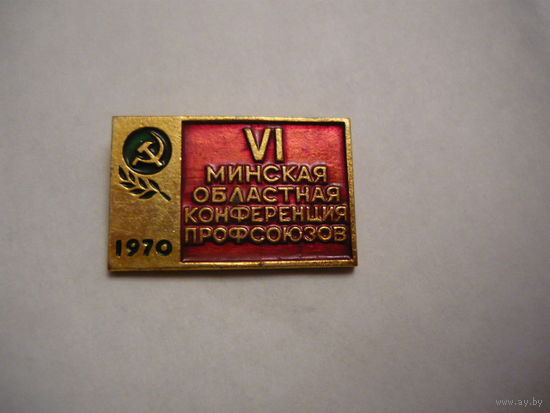 VI
МИНСКАЯ
ОБЛАСТНАЯ
КОНФЕРЕНЦИЯ
ПРОФСОЮЗОВ
1970
www.ay.by